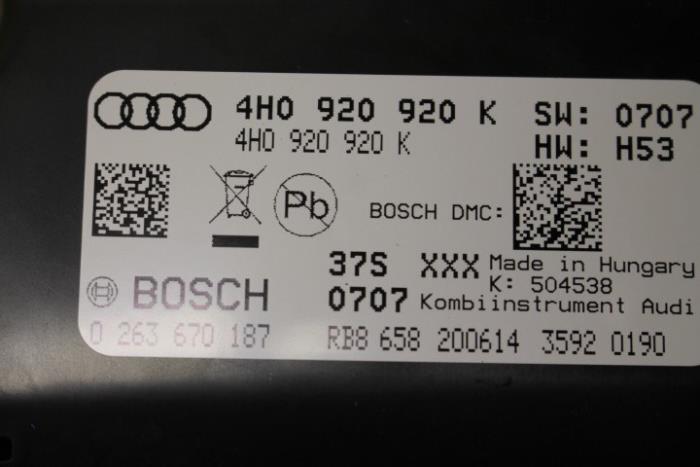 4H0 920 920 K SW: 0707
4H0 920 920 K HW: H53
Pb
BOSCH DMC:
37S XXX Made in Hungary
K: 504538
BOSCH 0707 Kombiinstrument Audi
0 263 670 187 RB8 658 200614 3592 0190